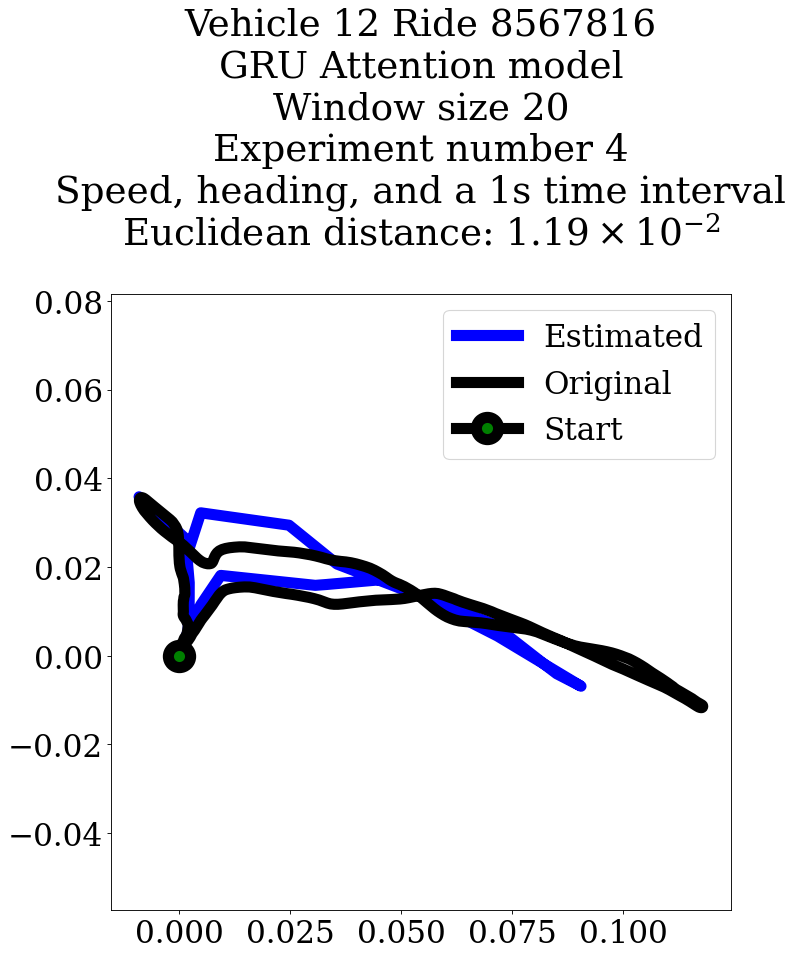 Vehicle 12 Ride 8567816
GRU Attention model
Window size 20
Experiment number 4
Speed, heading, and a 1s time interval
Euclidean distance: 1.19 × 10⁻²
Estimated
Original
Start
0.08
0.06
0.04
0.02
0.00
−0.02
−0.04
0.000 0.025 0.050 0.075 0.100